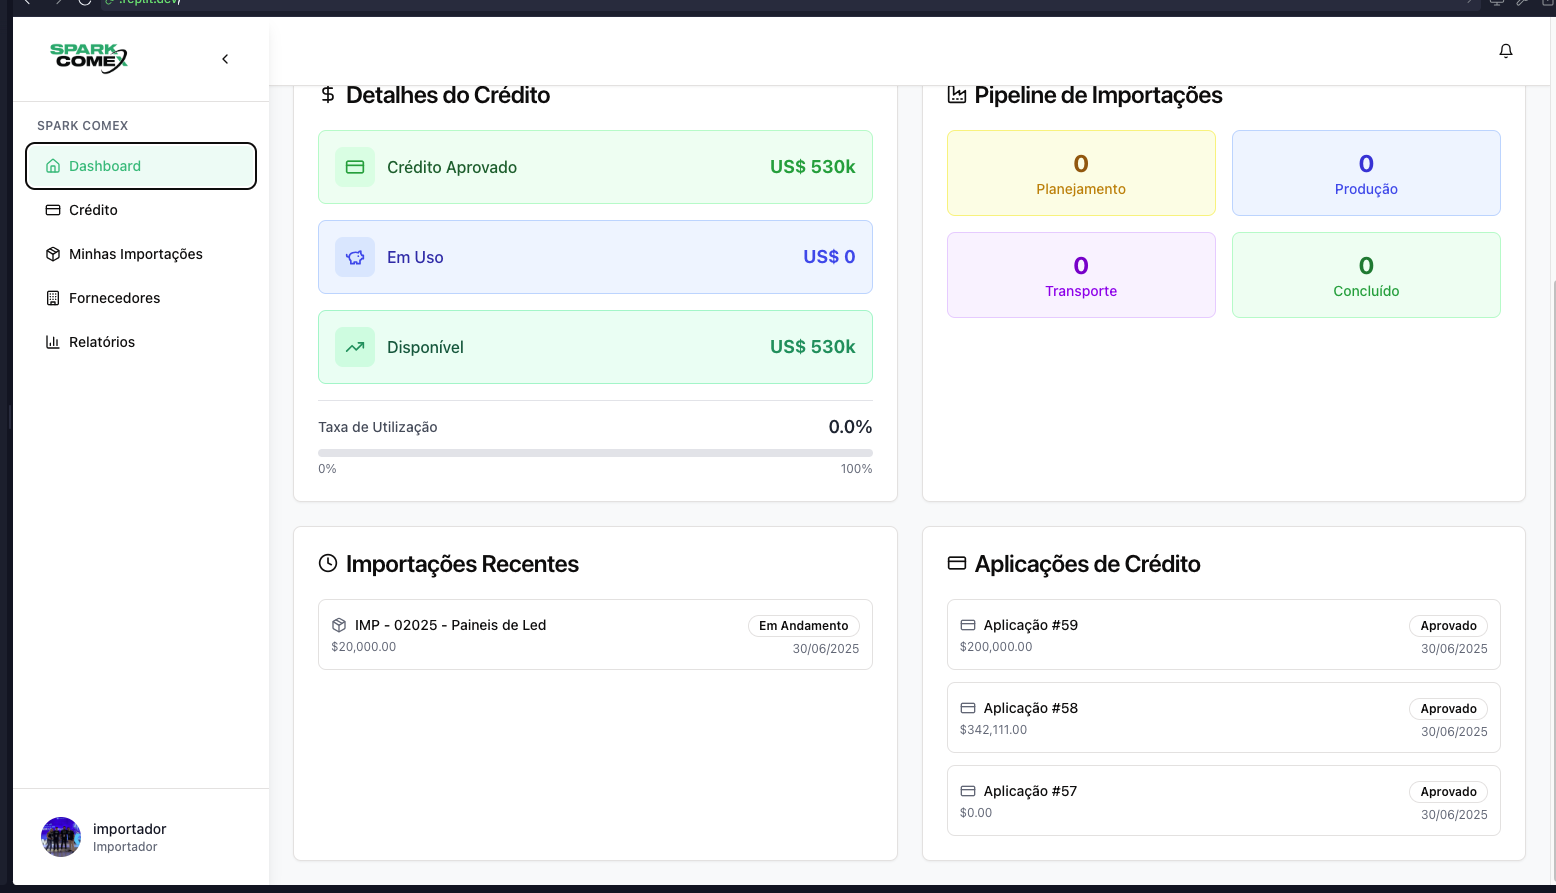 .replit.dev/
SPARK
COMEX
SPARK COMEX
Dashboard
Crédito
Minhas Importações
Fornecedores
Relatórios
importador
Importador
Detalhes do Crédito
Crédito Aprovado
US$ 530k
Em Uso
US$ 0
Disponível
US$ 530k
Taxa de Utilização
0.0%
0%
100%
Pipeline de Importações
0
Planejamento
0
Produção
0
Transporte
0
Concluído
Importações Recentes
IMP - 02025 - Paineis de Led
Em Andamento
$20,000.00
30/06/2025
Aplicações de Crédito
Aplicação #59
Aprovado
$200,000.00
30/06/2025
Aplicação #58
Aprovado
$342,111.00
30/06/2025
Aplicação #57
Aprovado
$0.00
30/06/2025